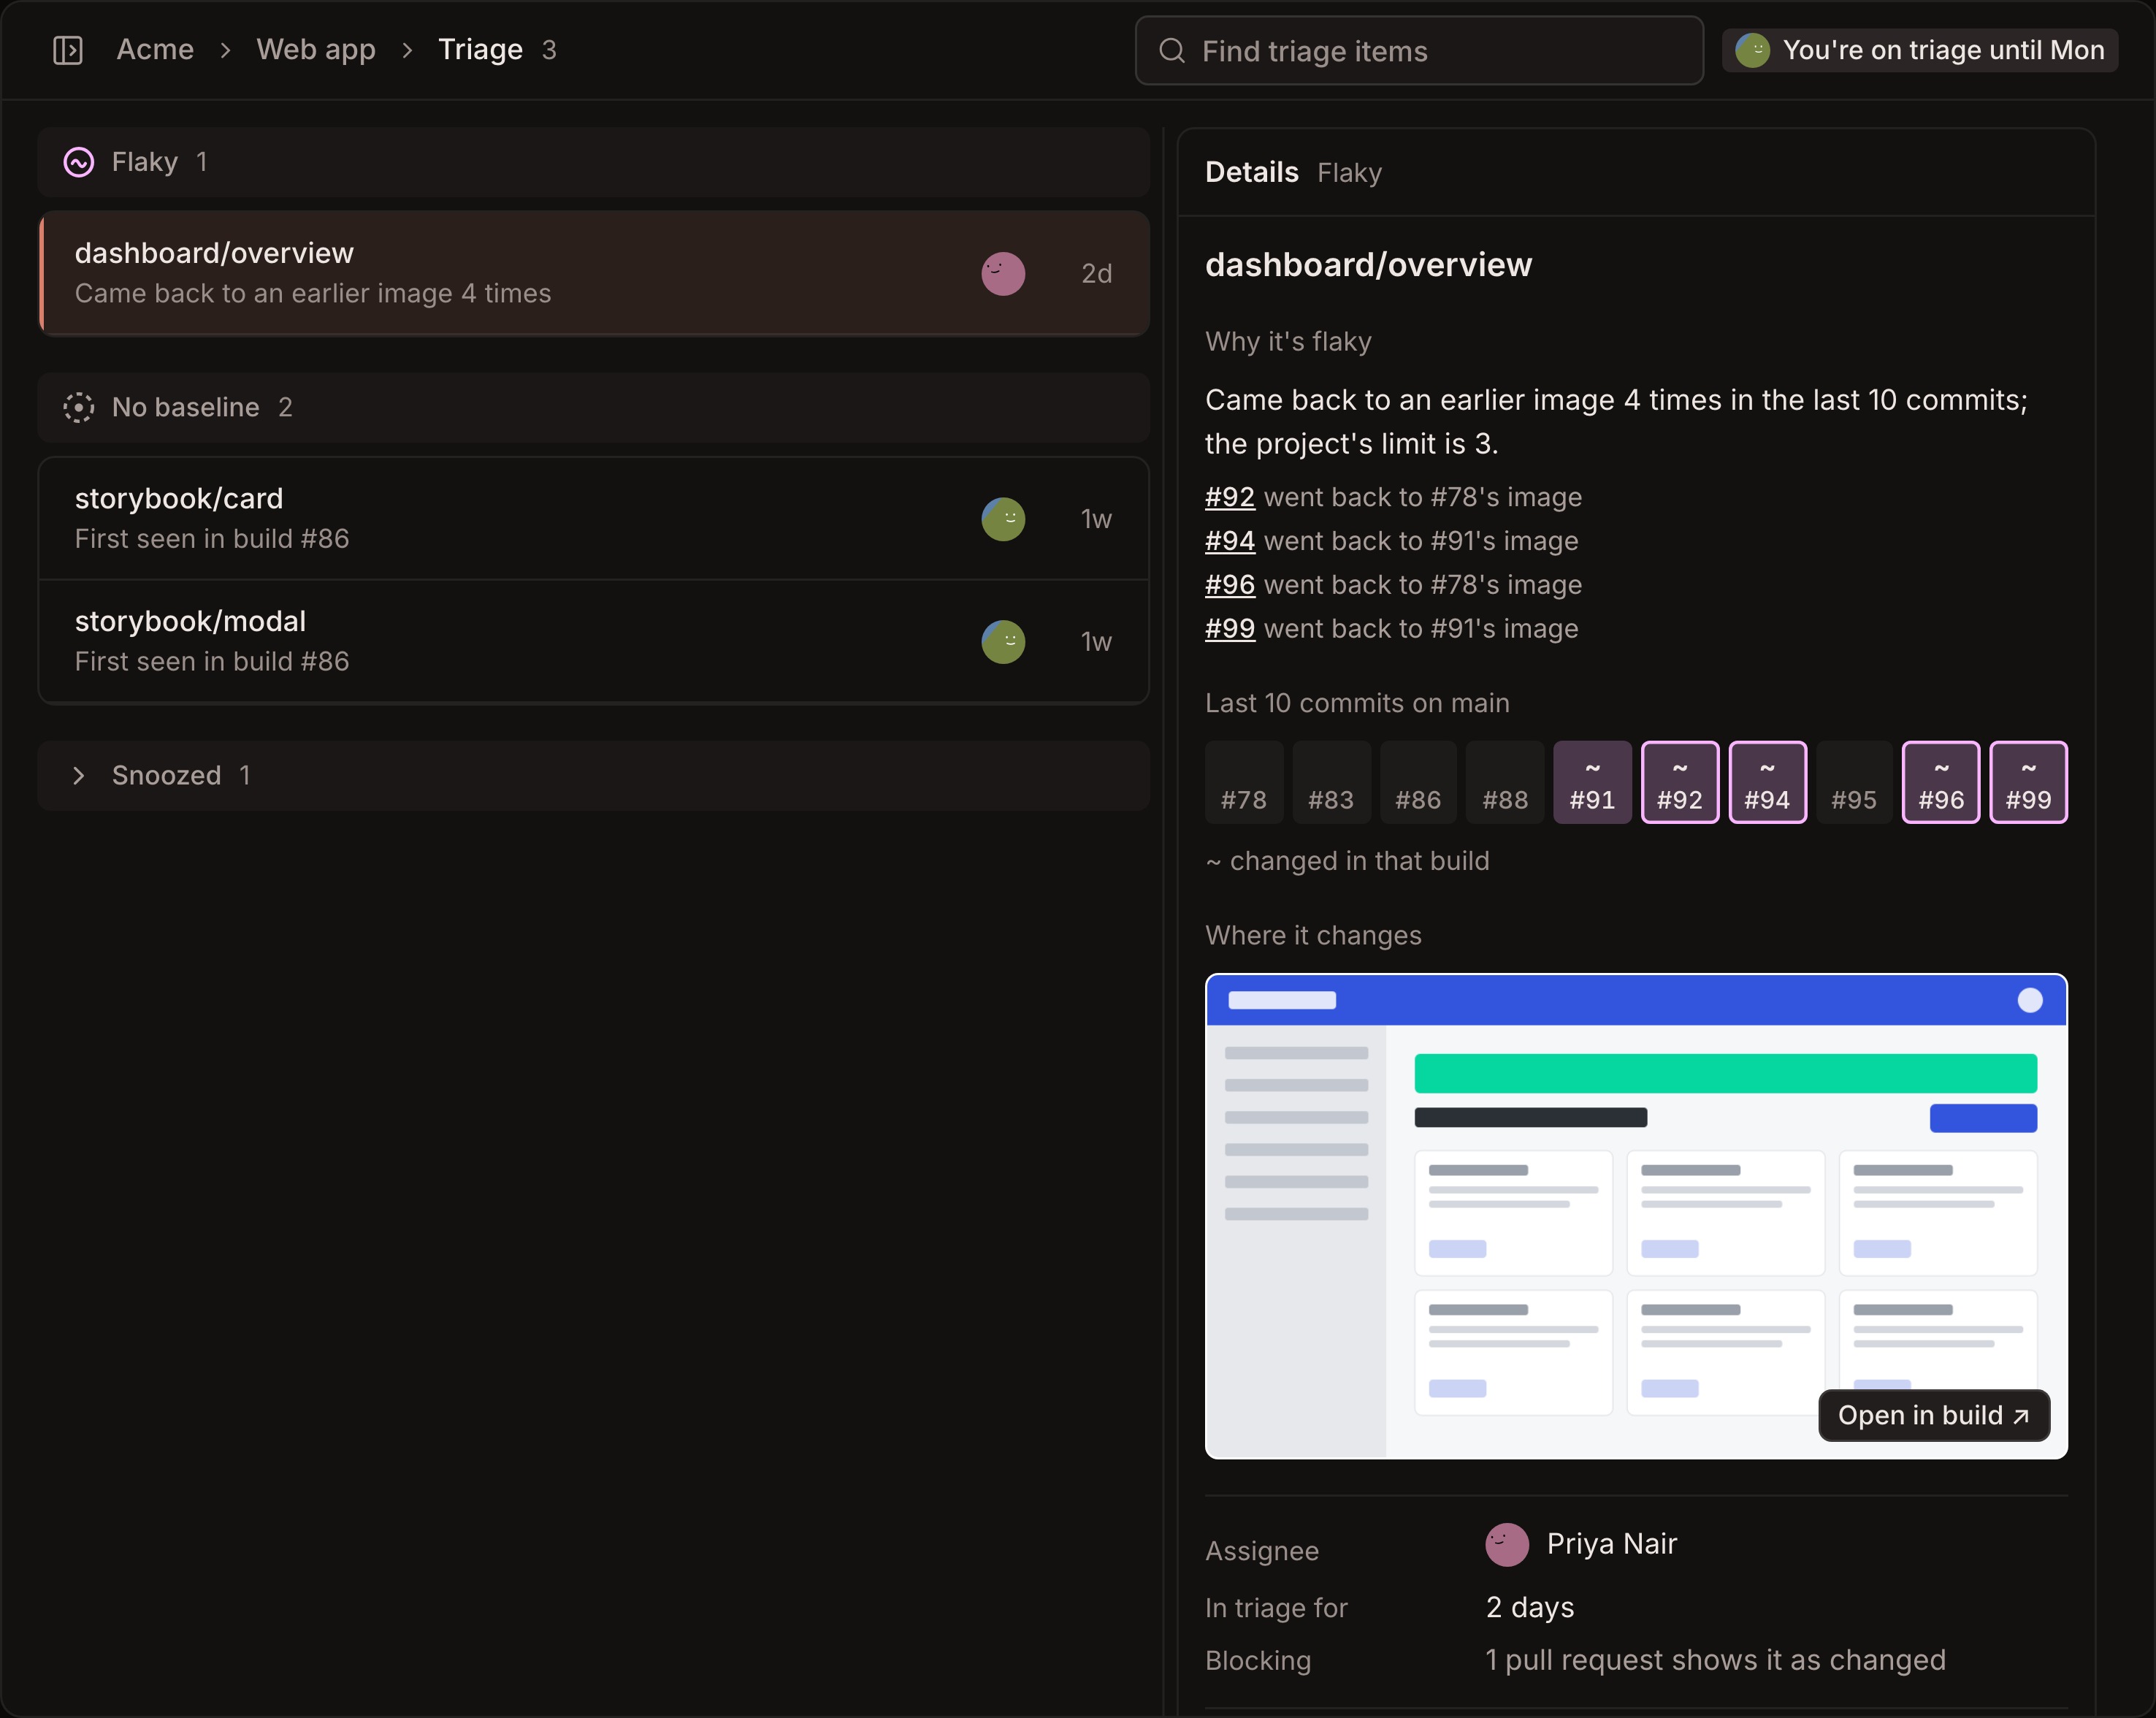 Acme > Web app > Triage 3
Find triage items
You're on triage until Mon
Flaky 1
dashboard/overview
Came back to an earlier image 4 times
2d
No baseline 2
storybook/card
First seen in build #86
1w
storybook/modal
First seen in build #86
1w
Snoozed 1
Details Flaky
dashboard/overview
Why it's flaky
Came back to an earlier image 4 times in the last 10 commits;
the project's limit is 3.
#92 went back to #78's image
#94 went back to #91's image
#96 went back to #78's image
#99 went back to #91's image
Last 10 commits on main
#78 #83 #86 #88 ~ #91 ~ #92 ~ #94 #95 ~ #96 ~ #99
~ changed in that build
Where it changes
Open in build ↗
Assignee Priya Nair
In triage for 2 days
Blocking 1 pull request shows it as changed